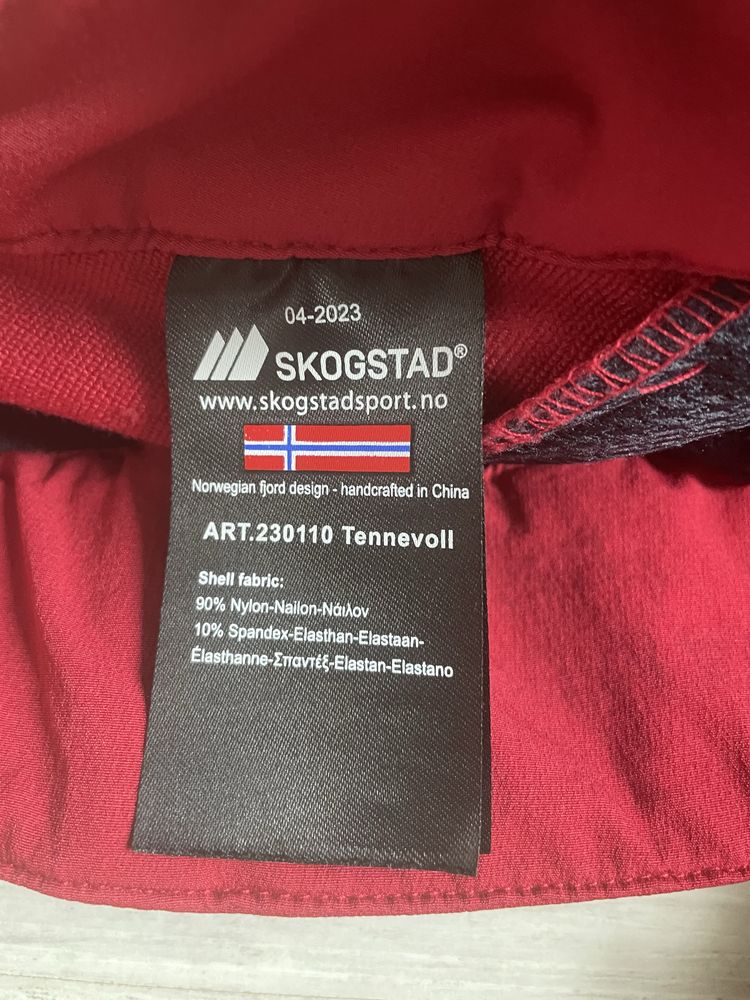 04-2023
SKOGSTAD®
www.skogstadsport.no
Norwegian fjord design - handcrafted in China
ART.230110 Tennevoll
Shell fabric:
90% Nylon-Nailon-Νάιλον
10% Spandex-Elasthan-Elastaan-
Élasthanne-Σπαντέξ-Elastan-Elastano